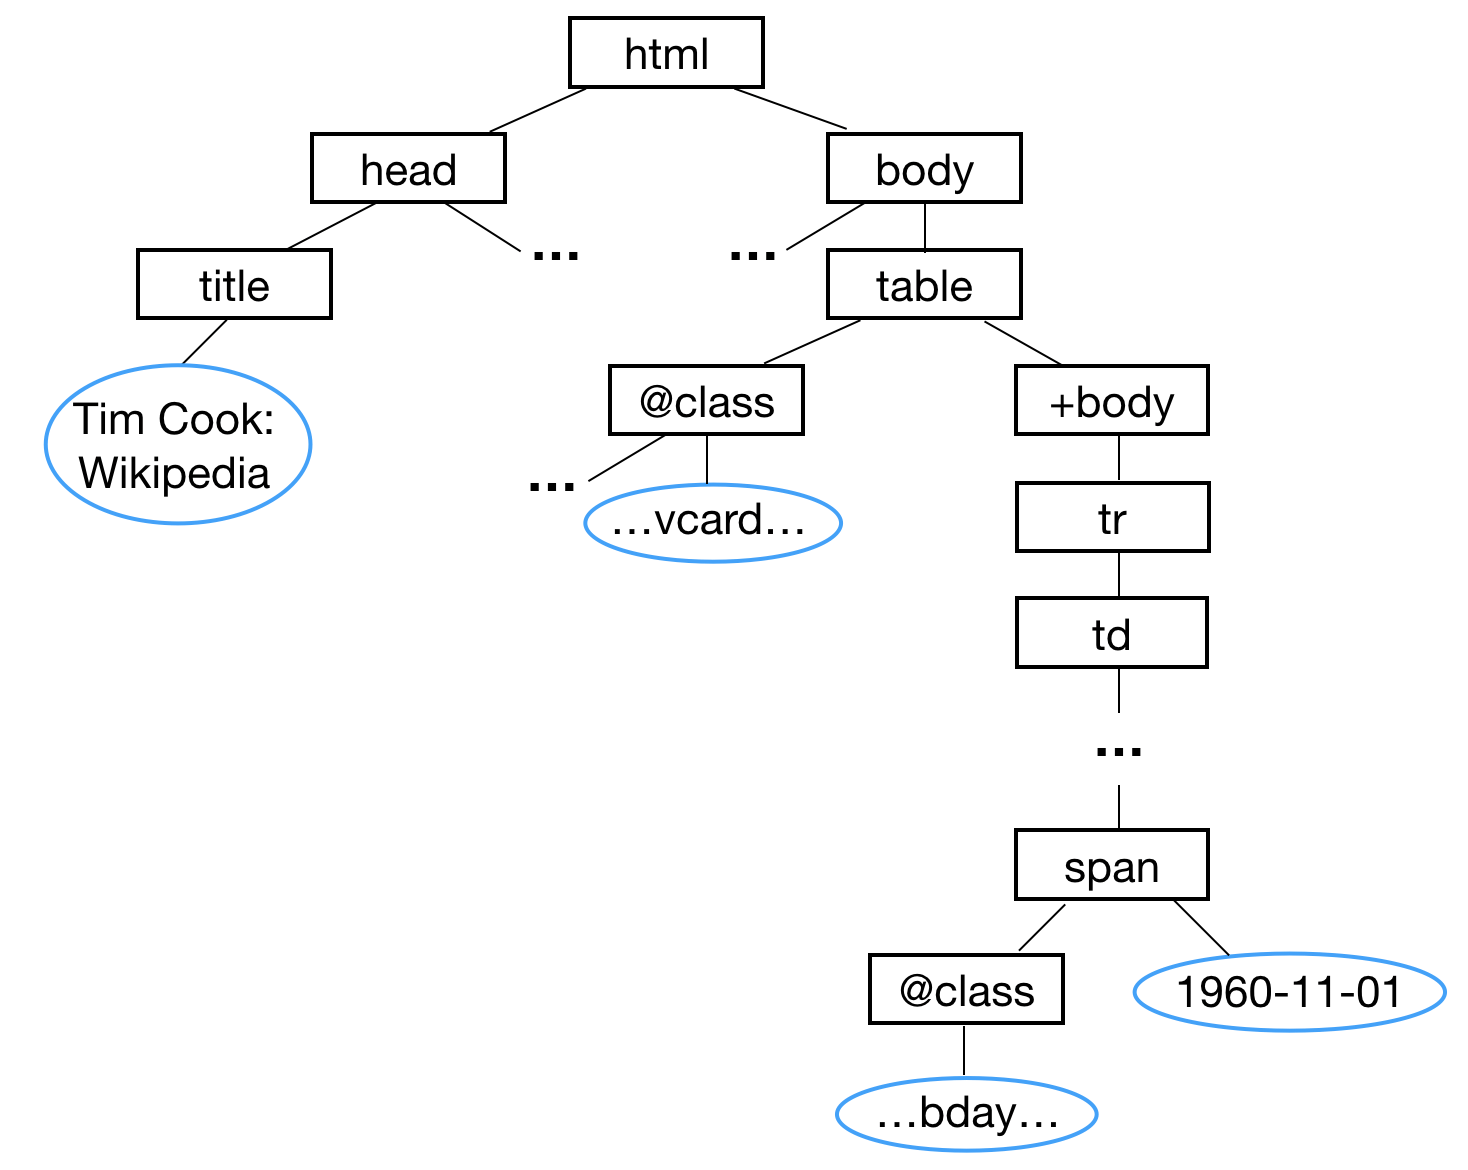 html
head
body
...
...
title
table
@class
+body
Tim Cook:
Wikipedia
...
...vcard...
tr
td
...
span
@class
1960-11-01
...bday...